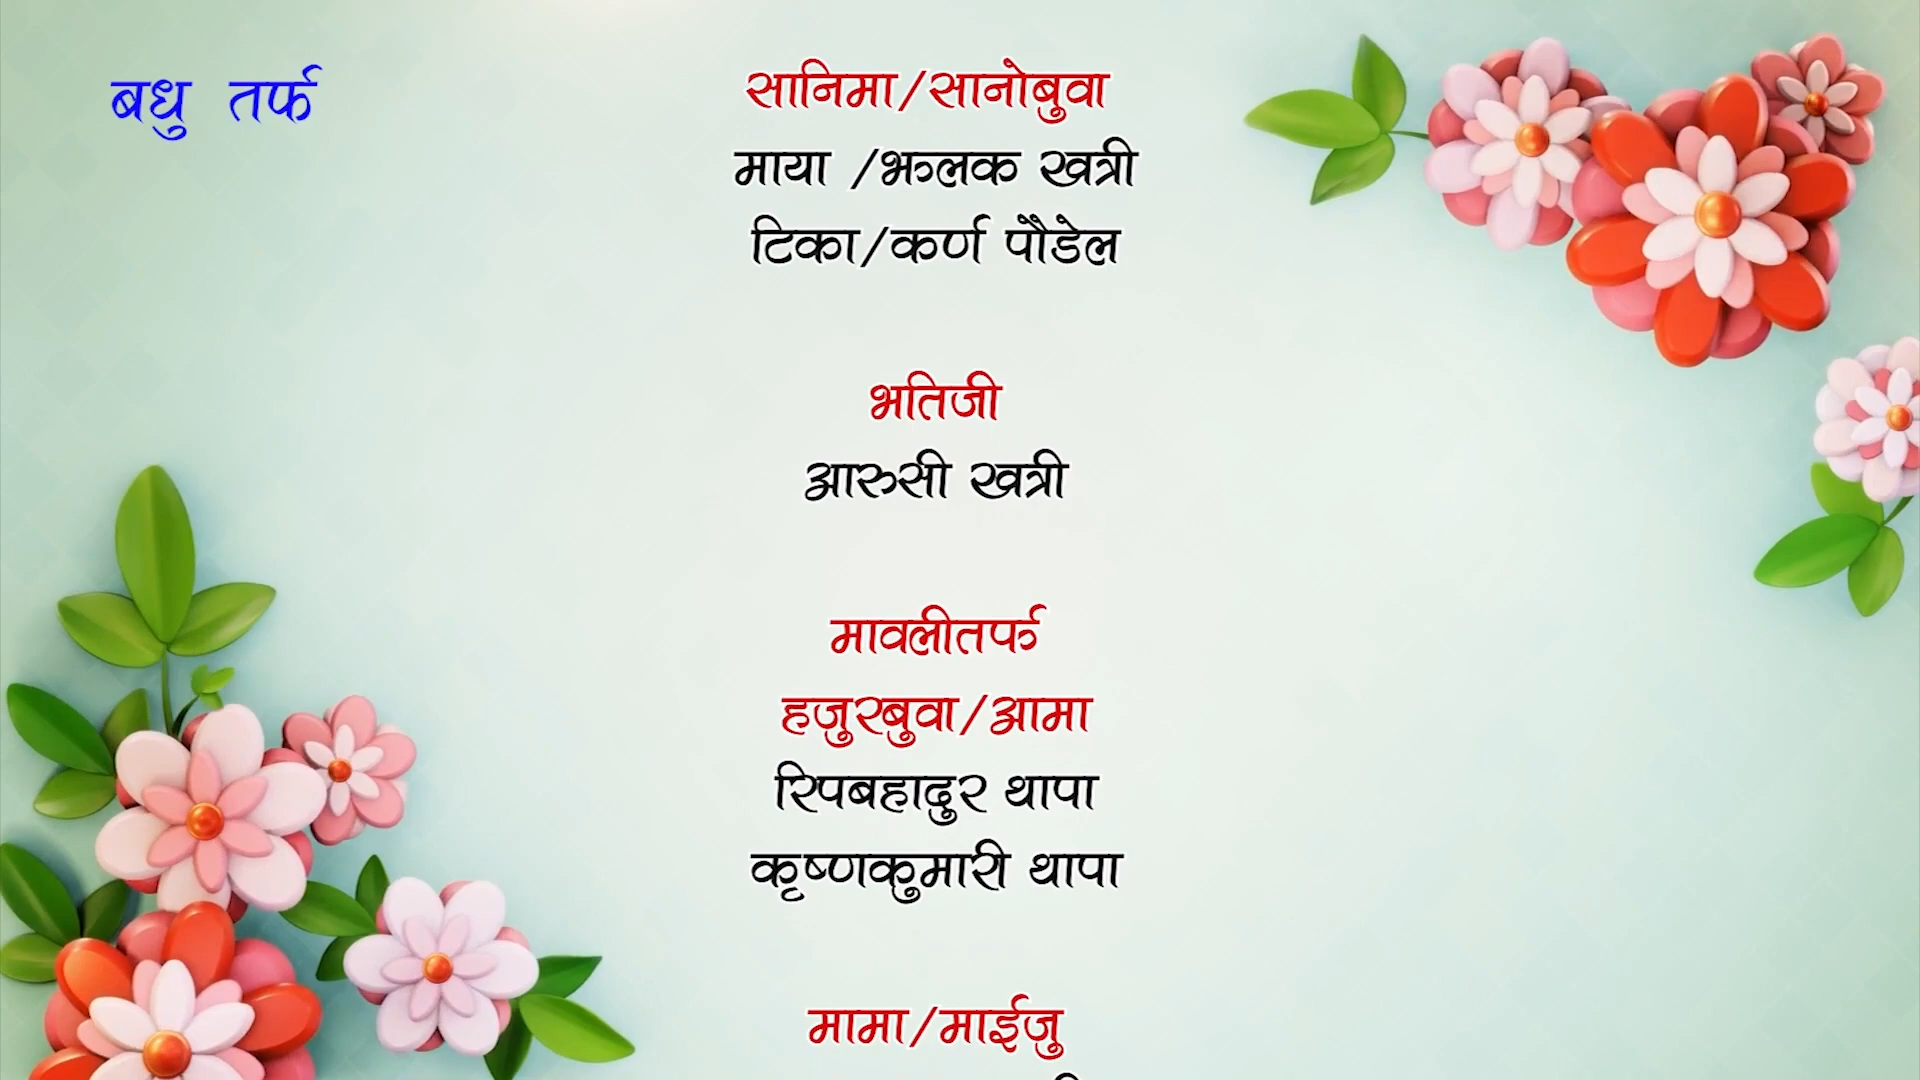 बधु तर्फ
सानिमा/सानोबुवा
माया /झलक खत्री
टिका/कर्ण पौडेल
भतिजी
आरुसी खत्री
मावलीतर्फ
हजुरबुवा/आमा
रिपबहादुर थापा
कृष्णकुमारी थापा
मामा/माईजु